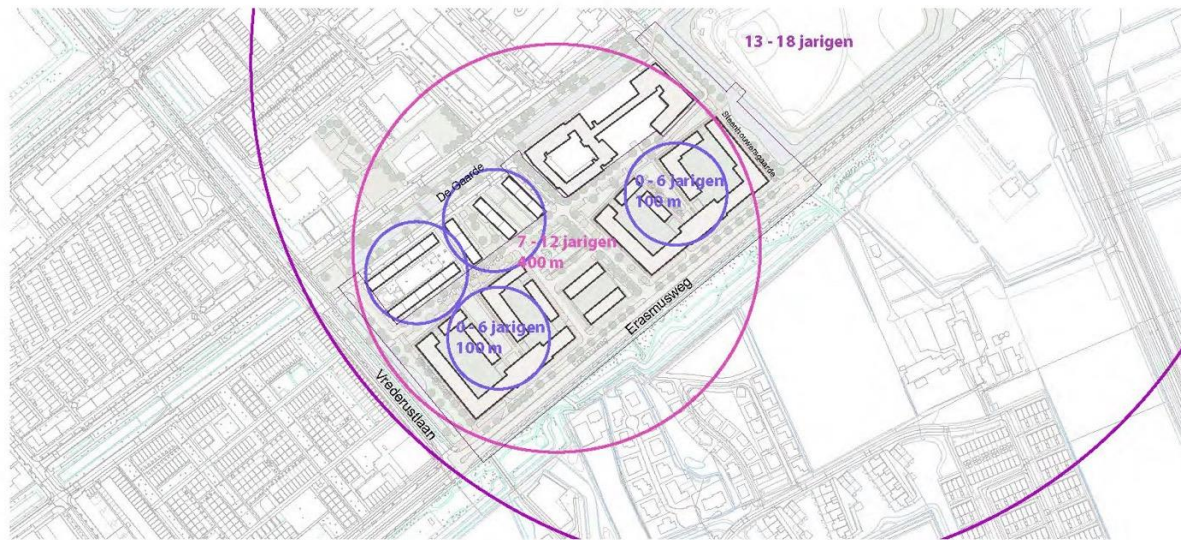 13 - 18 jarigen
Steenhouwersgaarde
De Gaarde
0 - 6 jarigen
100 m
7 - 12 jarigen
400 m
Erasmusweg
0 - 6 jarigen
100 m
Vrederustlaan